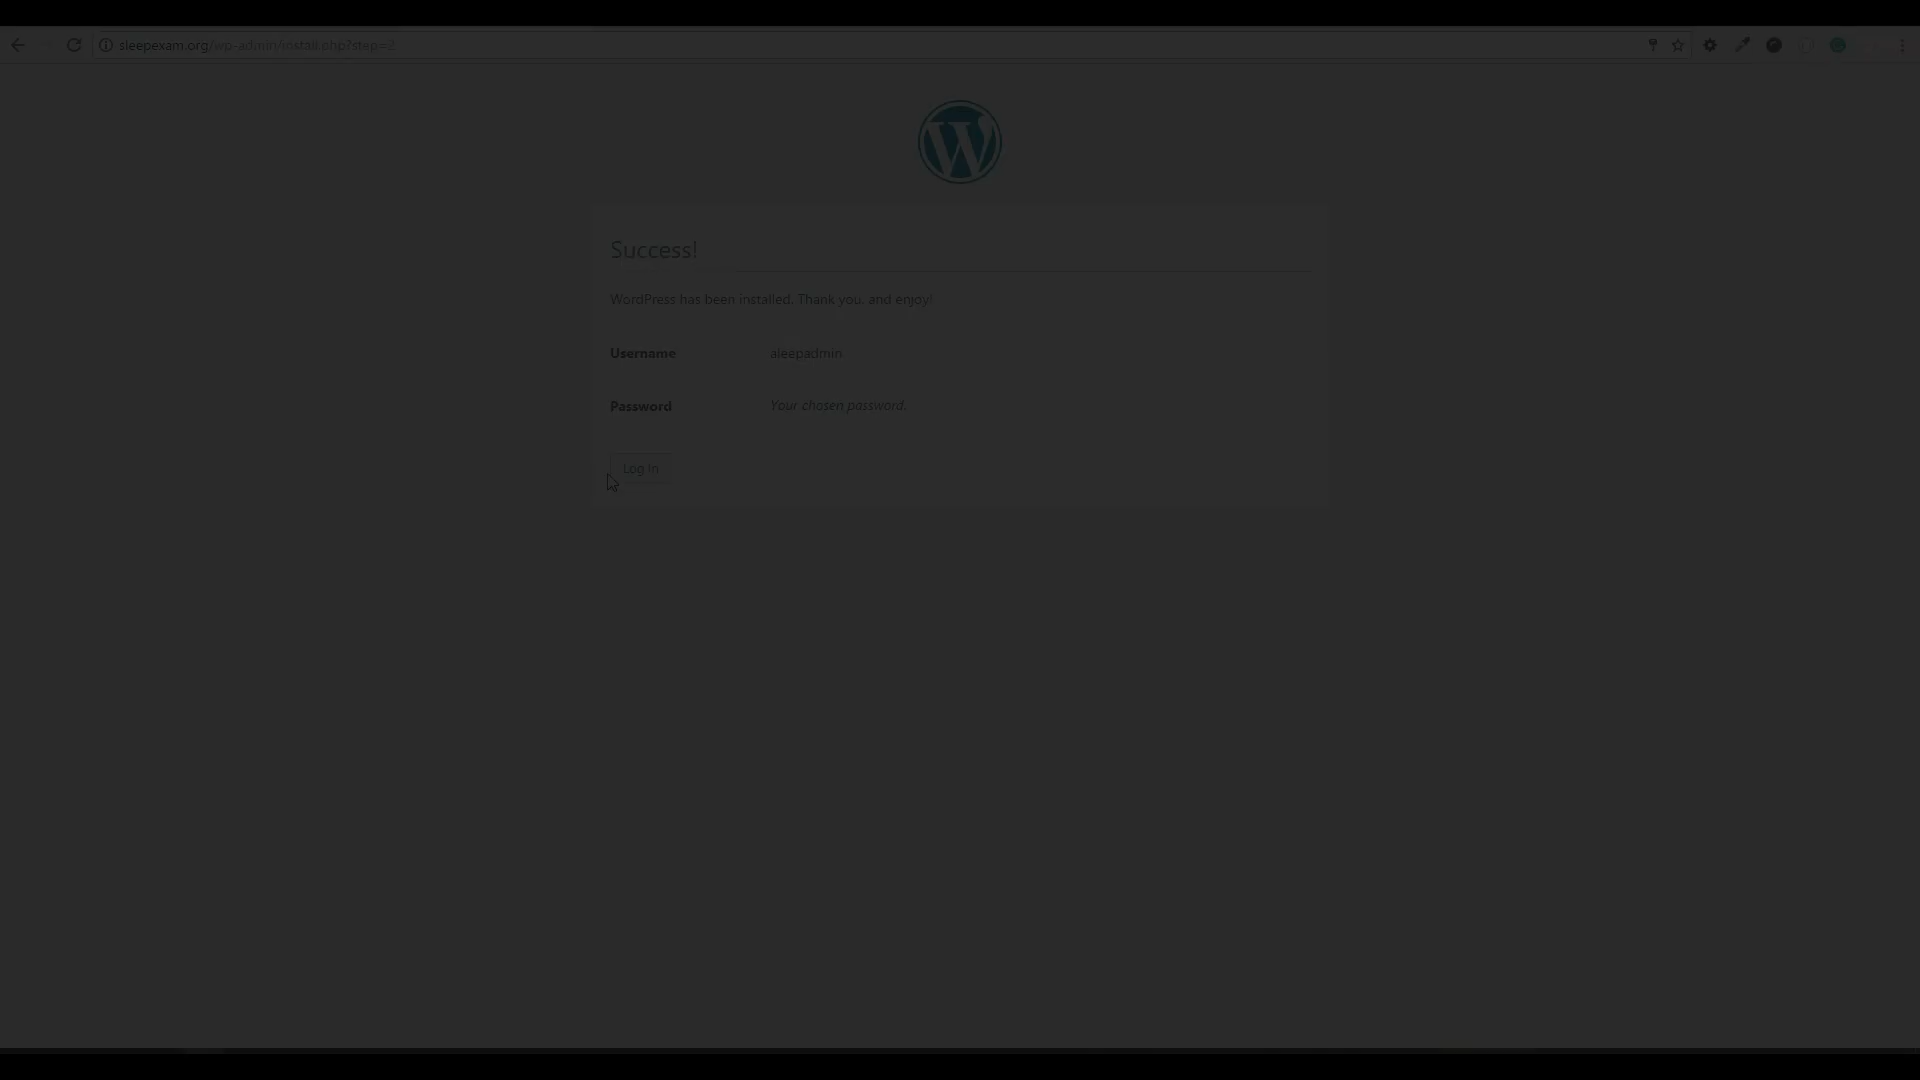 sleepexam.org/wp-admin/install.php?step=2
Success!
WordPress has been installed. Thank you, and enjoy!
Username aleepadmin
Password Your chosen password.
Log In